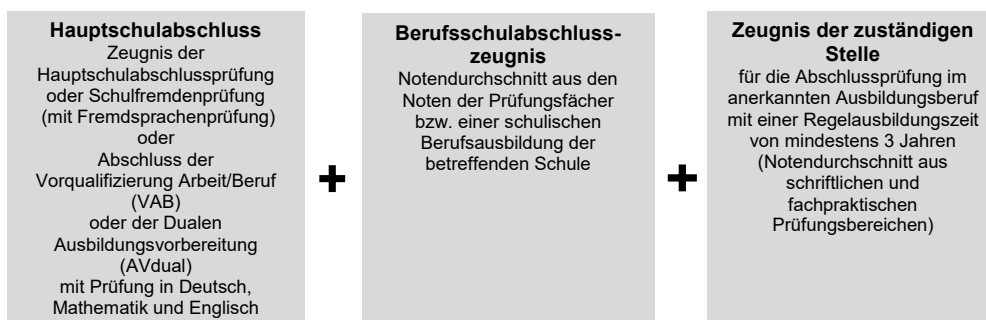 Hauptschulabschluss
Zeugnis der
Hauptschulabschlussprüfung
oder Schulfremdenprüfung
(mit Fremdsprachenprüfung)
oder
Abschluss der
Vorqualifizierung Arbeit/Beruf
(VAB)
oder der Dualen
Ausbildungsvorbereitung
(AVdual)
mit Prüfung in Deutsch,
Mathematik und Englisch
+
Berufsschulabschluss-
zeugnis
Notendurchschnitt aus den
Noten der Prüfungsfächer
bzw. einer schulischen
Berufsausbildung der
betreffenden Schule
+
Zeugnis der zuständigen
Stelle
für die Abschlussprüfung im
anerkannten Ausbildungsberuf
mit einer Regelausbildungszeit
von mindestens 3 Jahren
(Notendurchschnitt aus
schriftlichen und
fachpraktischen
Prüfungsbereichen)